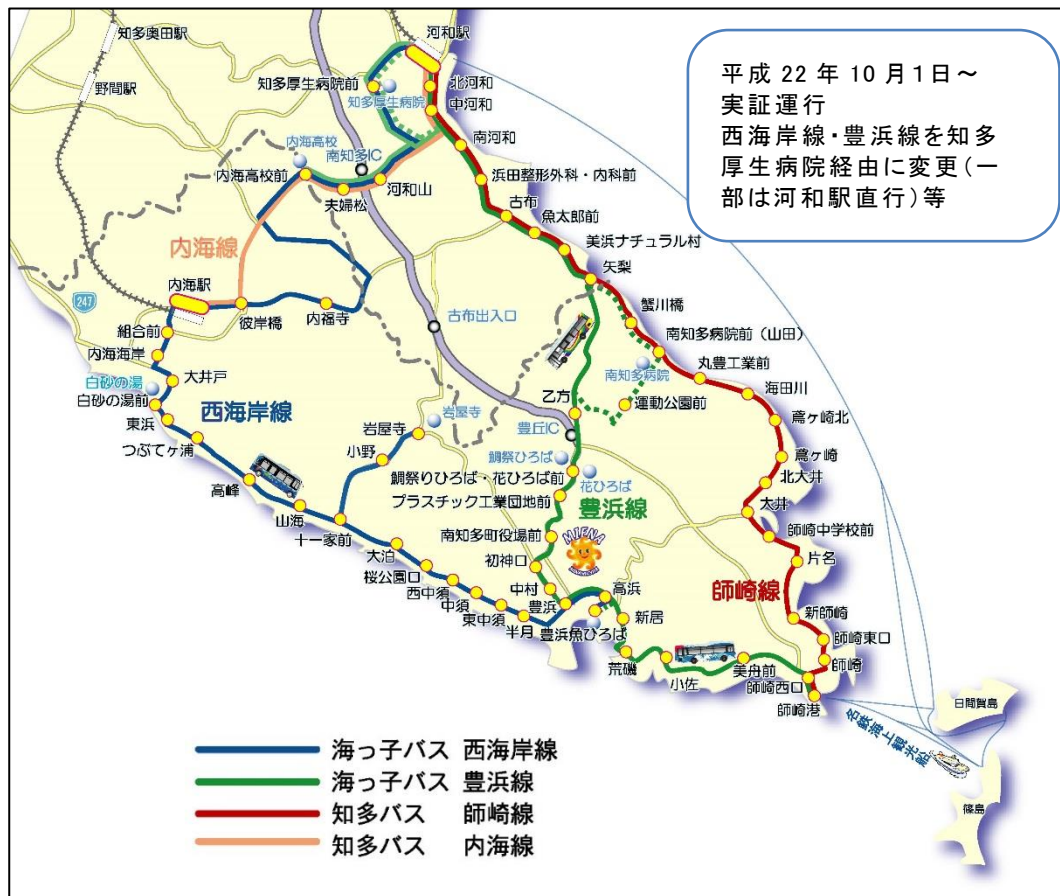 平成22年10月1日～
実証運行
西海岸線・豊浜線を知多
厚生病院経由に変更（一
部は河和駅直行）等
知多奥田駅
野間駅
河和駅
知多厚生病院前
知多厚生病院
北河和
中河和
南河和
内海高校
南知多IC
内海高校前
夫婦松
河和山
浜田整形外科・内科前
古布
魚太郎前
美浜ナチュラル村
矢梨
内海線
内海駅
247
彼岸橋
内福寺
古布出入口
蟹川橋
南知多病院前（山田）
南知多病院
丸豊工業前
海田川
運動公園前
組合前
内海海岸
大井戸
白砂の湯
白砂の湯前
東浜
つぶてヶ浦
西海岸線
岩屋寺
岩屋寺
小野
乙方
豊丘IC
鯛祭ひろば
鯛祭りひろば・花ひろば前
花ひろば
プラスチック工業団地前
豊浜線
鳶ヶ崎北
鳶ヶ崎
北大井
大井
師崎中学校前
片名
高峰
山海
十一家前
大泊
桜公園口
西中須
中須
東中須
半月
南知多町役場前
MIENA
初神口
中村
豊浜
高浜
豊浜魚ひろば
新居
荒磯
小佐
美舟前
師崎線
新師崎
師崎東口
師崎
師崎西口
師崎港
日間賀島
名鉄海上観光船
篠島
海っ子バス 西海岸線
海っ子バス 豊浜線
知多バス 師崎線
知多バス 内海線